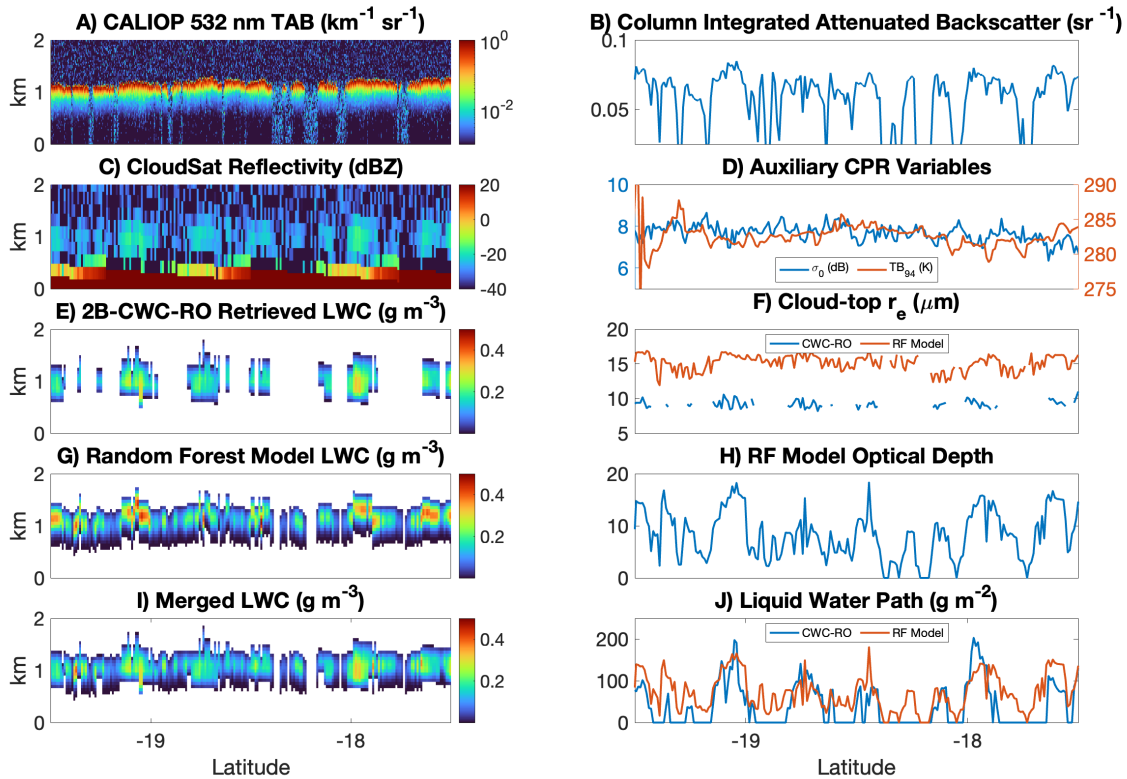 A) CALIOP 532 nm TAB (km⁻¹ sr⁻¹)
2
1
0
km
10⁰
10⁻²
B) Column Integrated Attenuated Backscatter (sr ⁻¹)
0.1
0.05
C) CloudSat Reflectivity (dBZ)
2
1
0
km
20
0
-20
-40
D) Auxiliary CPR Variables
10
8
6
290
285
280
275
σ₀ (dB)
TB₉₄ (K)
E) 2B-CWC-RO Retrieved LWC (g m⁻³)
2
1
0
km
0.4
0.2
F) Cloud-top rₑ (μm)
20
15
10
5
CWC-RO
RF Model
G) Random Forest Model LWC (g m⁻³)
2
1
0
km
0.4
0.2
H) RF Model Optical Depth
20
10
0
I) Merged LWC (g m⁻³)
2
1
0
km
0.4
0.2
-19
-18
Latitude
J) Liquid Water Path (g m⁻²)
200
100
0
CWC-RO
RF Model
-19
-18
Latitude